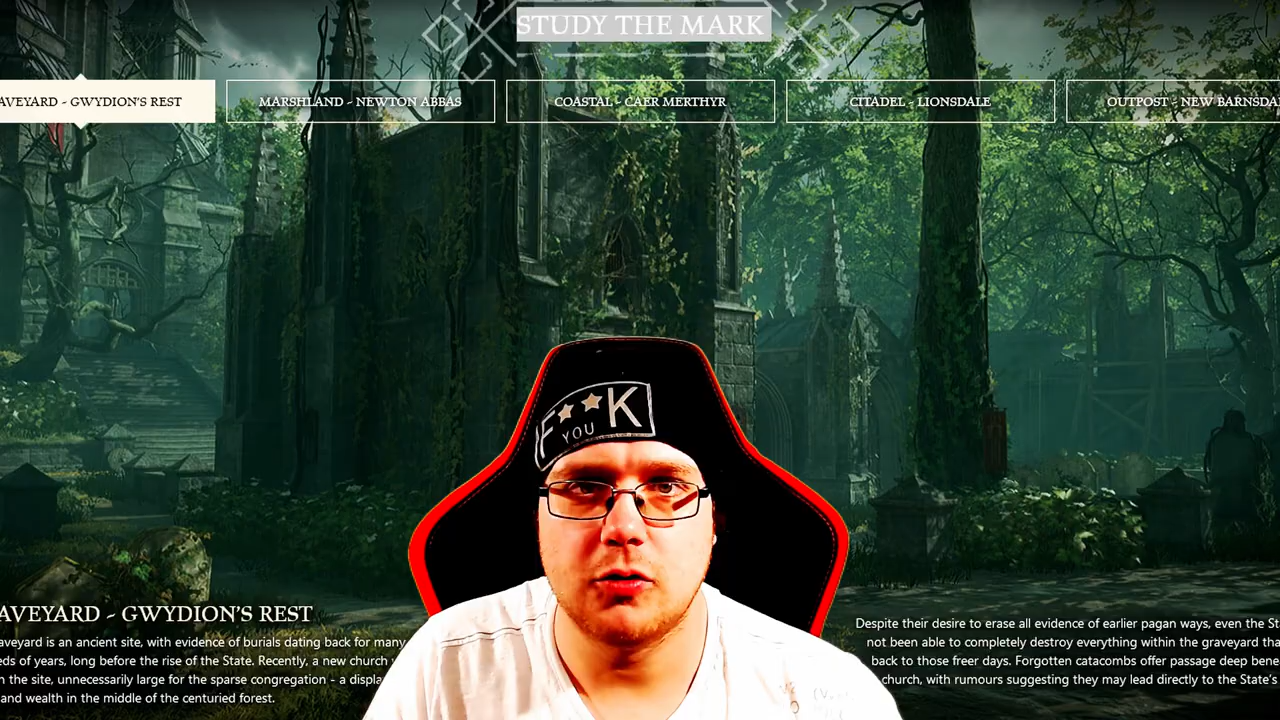 STUDY THE MARK
AVEYARD - GWYDION'S REST
MARSHLAND - NEWTON ABBAS
COASTAL - CAER MERTHYR
CITADEL - LIONSDALE
OUTPOST - NEW BARNSDA
F**K
YOU
AVEYARD - GWYDION'S REST
aveyard is an ancient site, with evidence of burials dating back for many
eds of years, long before the rise of the State. Recently, a new church
n the site, unnecessarily large for the sparse congregation - a displa
and wealth in the middle of the centuried forest.
Despite their desire to erase all evidence of earlier pagan ways, even the St
not been able to completely destroy everything within the graveyard tha
back to those freer days. Forgotten catacombs offer passage deep bene
church, with rumours suggesting they may lead directly to the State's